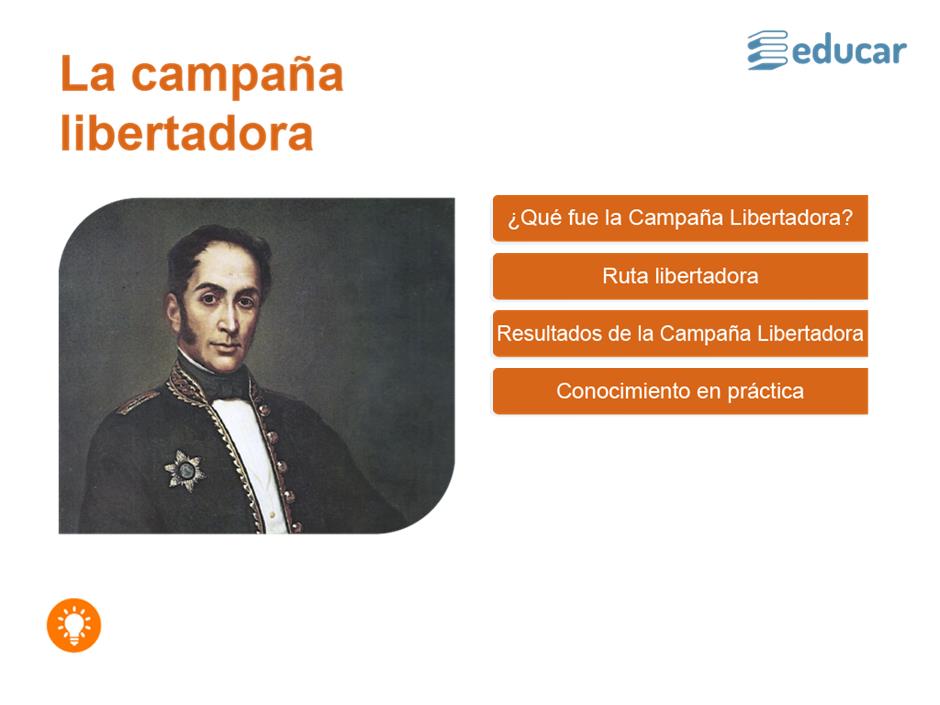 La campaña
libertadora
educar
¿Qué fue la Campaña Libertadora?
Ruta libertadora
Resultados de la Campaña Libertadora
Conocimiento en práctica